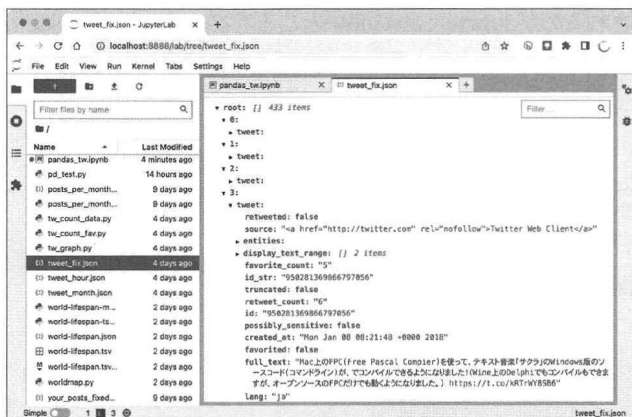 tweet_fix.json - JupyterLab
localhost:8888/lab/tree/tweet_fix.json
File Edit View Run Kernel Tabs Settings Help
Filter files by name
/
Name Last Modified
pandas_tw.ipynb 4 minutes ago
pd_test.py 14 hours ago
posts_per_month... 9 days ago
posts_per_month... 9 days ago
tw_count_data.py 4 days ago
tw_count_fav.py 4 days ago
tw_graph.py 4 days ago
tweet_fix.json 4 days ago
tweet_hour.json 4 days ago
tweet_month.json 4 days ago
world-lifespan-m... 2 days ago
world-lifespan-ts... 2 days ago
world-lifespan.json 2 days ago
world-lifespan.tsv 2 days ago
world-lifespan.tsv... 2 days ago
worldmap.py 2 days ago
your_posts_fixed... 9 days ago
Simple 1 3
pandas_tw.ipynb
tweet_fix.json
Filter...
root: [] 433 items
0:
tweet:
1:
tweet:
2:
tweet:
3:
tweet:
retweeted: false
source: "<a href="http://twitter.com" rel="nofollow">Twitter Web Client</a>"
entities:
display_text_range: [] 2 items
favorite_count: "5"
id_str: "950281369866797056"
truncated: false
retweet_count: "6"
id: "950281369866797056"
possibly_sensitive: false
created_at: "Mon Jan 08 08:21:48 +0000 2018"
favorited: false
full_text: "Mac上のFPC(Free Pascal Compier)を使って、テキスト音楽「サクラ」のWindows版のソ
ースコード(コマンドライン)が、でコンパイルできるようになりました!(Wine上のDelphiでもコンパイルもできま
すが、オープンソースのFPCだけでも動くようになりました。) https://t.co/kRTrWY8SB6"
lang: "ja"
tweet_fix.json